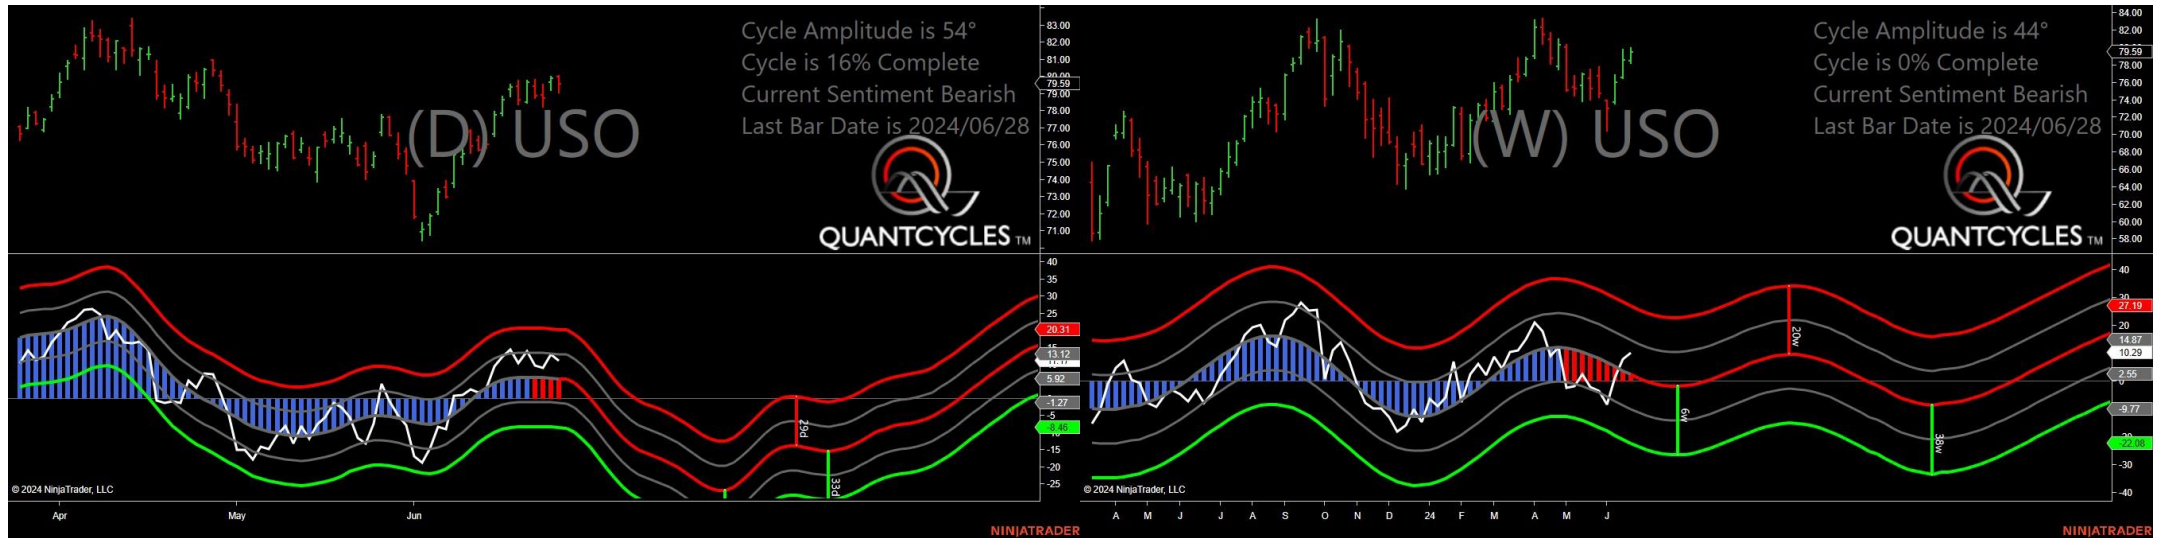 Cycle Amplitude is 54°
Cycle is 16% Complete
Current Sentiment Bearish
Last Bar Date is 2024/06/28
(D) USO
QUANTCYCLES TM
83.00
82.00
81.00
80.00
79.59
79.00
78.00
77.00
76.00
75.00
74.00
73.00
72.00
71.00
40
35
30
25
20.31
15
13.12
5.92
-1.27
-5
-8.46
-15
-20
-25
29d
33d
© 2024 NinjaTrader, LLC
Apr May Jun
NINJATRADER
Cycle Amplitude is 44°
Cycle is 0% Complete
Current Sentiment Bearish
Last Bar Date is 2024/06/28
(W) USO
QUANTCYCLES TM
84.00
82.00
79.59
78.00
76.00
74.00
72.00
70.00
68.00
66.00
64.00
62.00
60.00
58.00
40
27.19
20
14.87
10.29
2.55
0
-9.77
-22.08
-30
-40
20w
6w
38w
© 2024 NinjaTrader, LLC
A M J J A S O N D 24 F M A M J
NINJATRADER